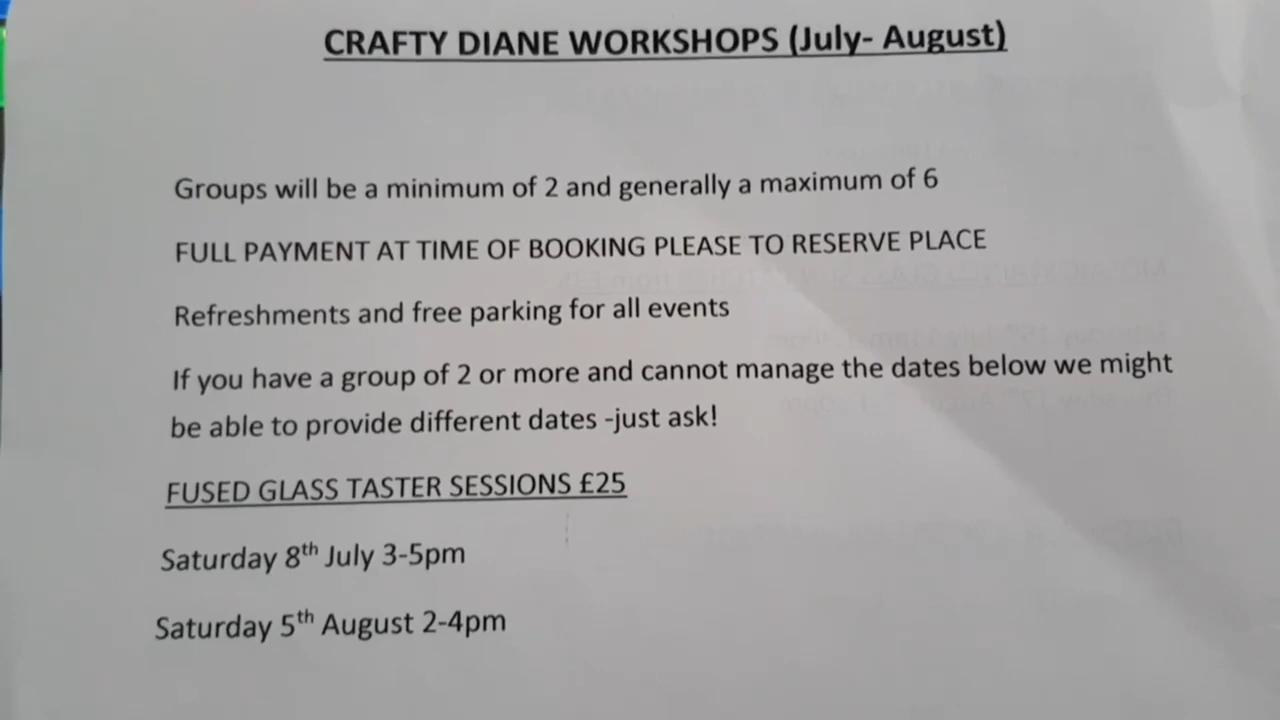 CRAFTY DIANE WORKSHOPS (July- August)
Groups will be a minimum of 2 and generally a maximum of 6
FULL PAYMENT AT TIME OF BOOKING PLEASE TO RESERVE PLACE
Refreshments and free parking for all events
If you have a group of 2 or more and cannot manage the dates below we might
be able to provide different dates -just ask!
FUSED GLASS TASTER SESSIONS £25
Saturday 8th July 3-5pm
Saturday 5th August 2-4pm